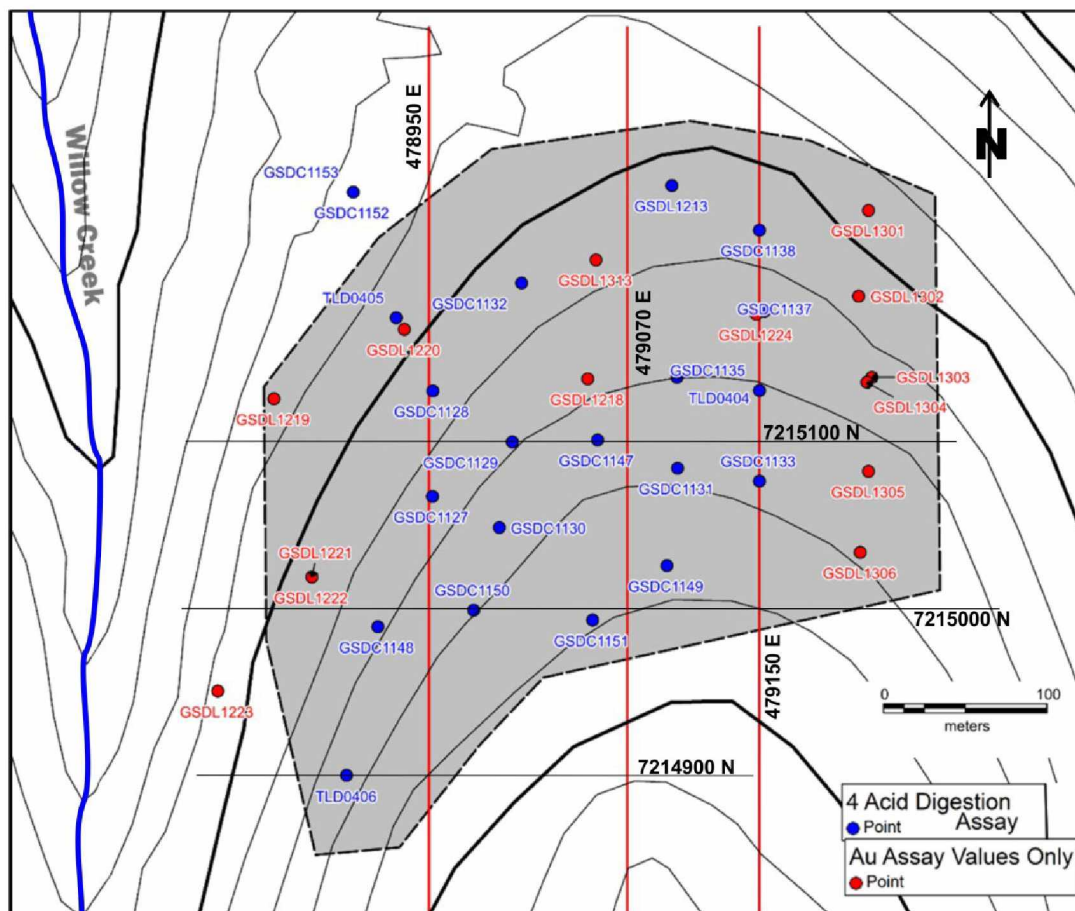 478950 E
N
GSDC1153
GSDC1152
Willow Creek
GSDL1213
GSDL1301
GSDC1138
GSDL1313
479070 E
GSDC1132
TLD0405
GSDL1302
GSDC1137
GSDL1224
GSDL1220
GSDC1135
GSDL1303
GSDL1219
GSDC1128
GSDL1218
TLD0404
GSDL1304
7215100 N
GSDC1129
GSDC1147
GSDC1133
GSDC1131
GSDL1305
GSDC1127
GSDC1130
GSDL1221
GSDL1222
GSDC1150
GSDC1149
GSDL1306
7215000 N
GSDC1148
GSDC1151
479150 E
GSDL1223
0 100
meters
7214900 N
TLD0406
4 Acid Digestion
Assay
Point
Au Assay Values Only
Point